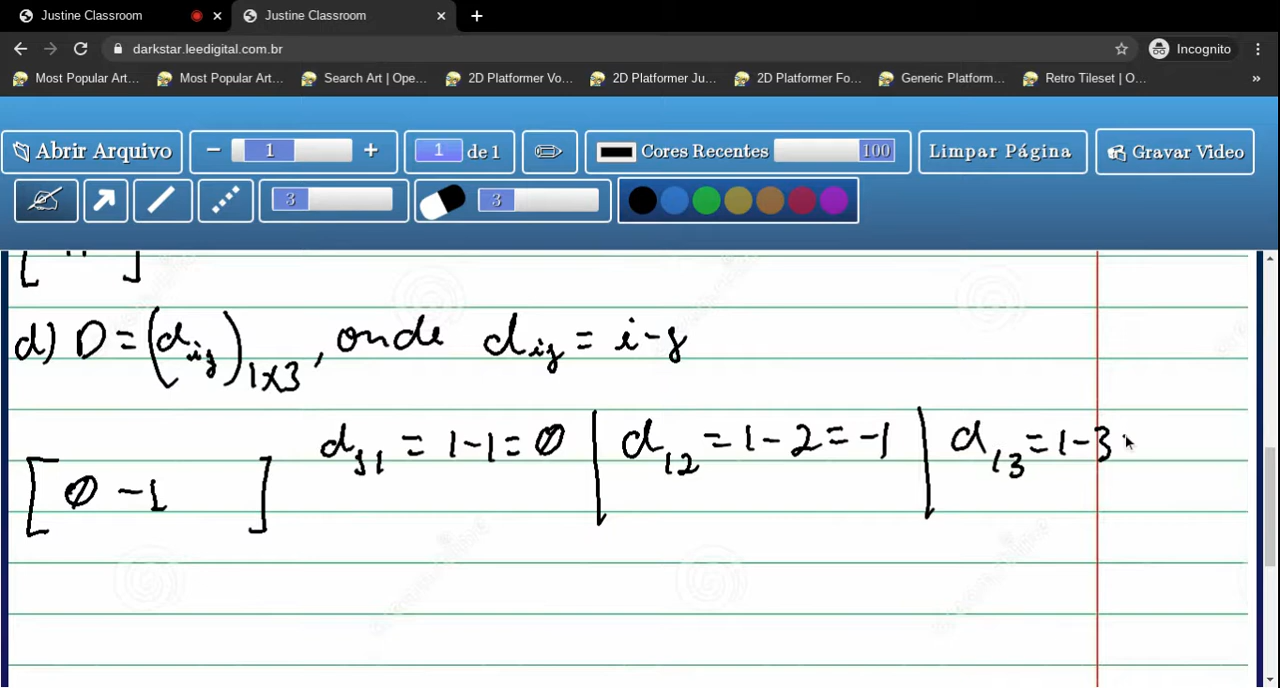 Justine Classroom Justine Classroom
darkstar.leedigital.com.br Incognito
Most Popular Art... Most Popular Art... Search Art | Ope... 2D Platformer Vo... 2D Platformer Ju... 2D Platformer Fo... Generic Platform... Retro Tileset | O... »
Abrir Arquivo − 1 + 1 de 1 Cores Recentes 100 Limpar Página Gravar Video
3 3
d) D = (dij)1x3, onde dij = i-j
d11 = 1-1 = 0 | d12 = 1-2 = -1 | d13 = 1-3
[ 0 -1 ]